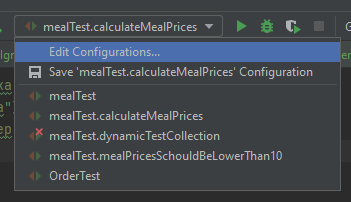 mealTest.calculateMealPrices
Edit Configurations...
Save 'mealTest.calculateMealPrices' Configuration
mealTest
mealTest.calculateMealPrices
mealTest.dynamicTestCollection
mealTest.mealPricesSchouldBeLowerThan10
OrderTest